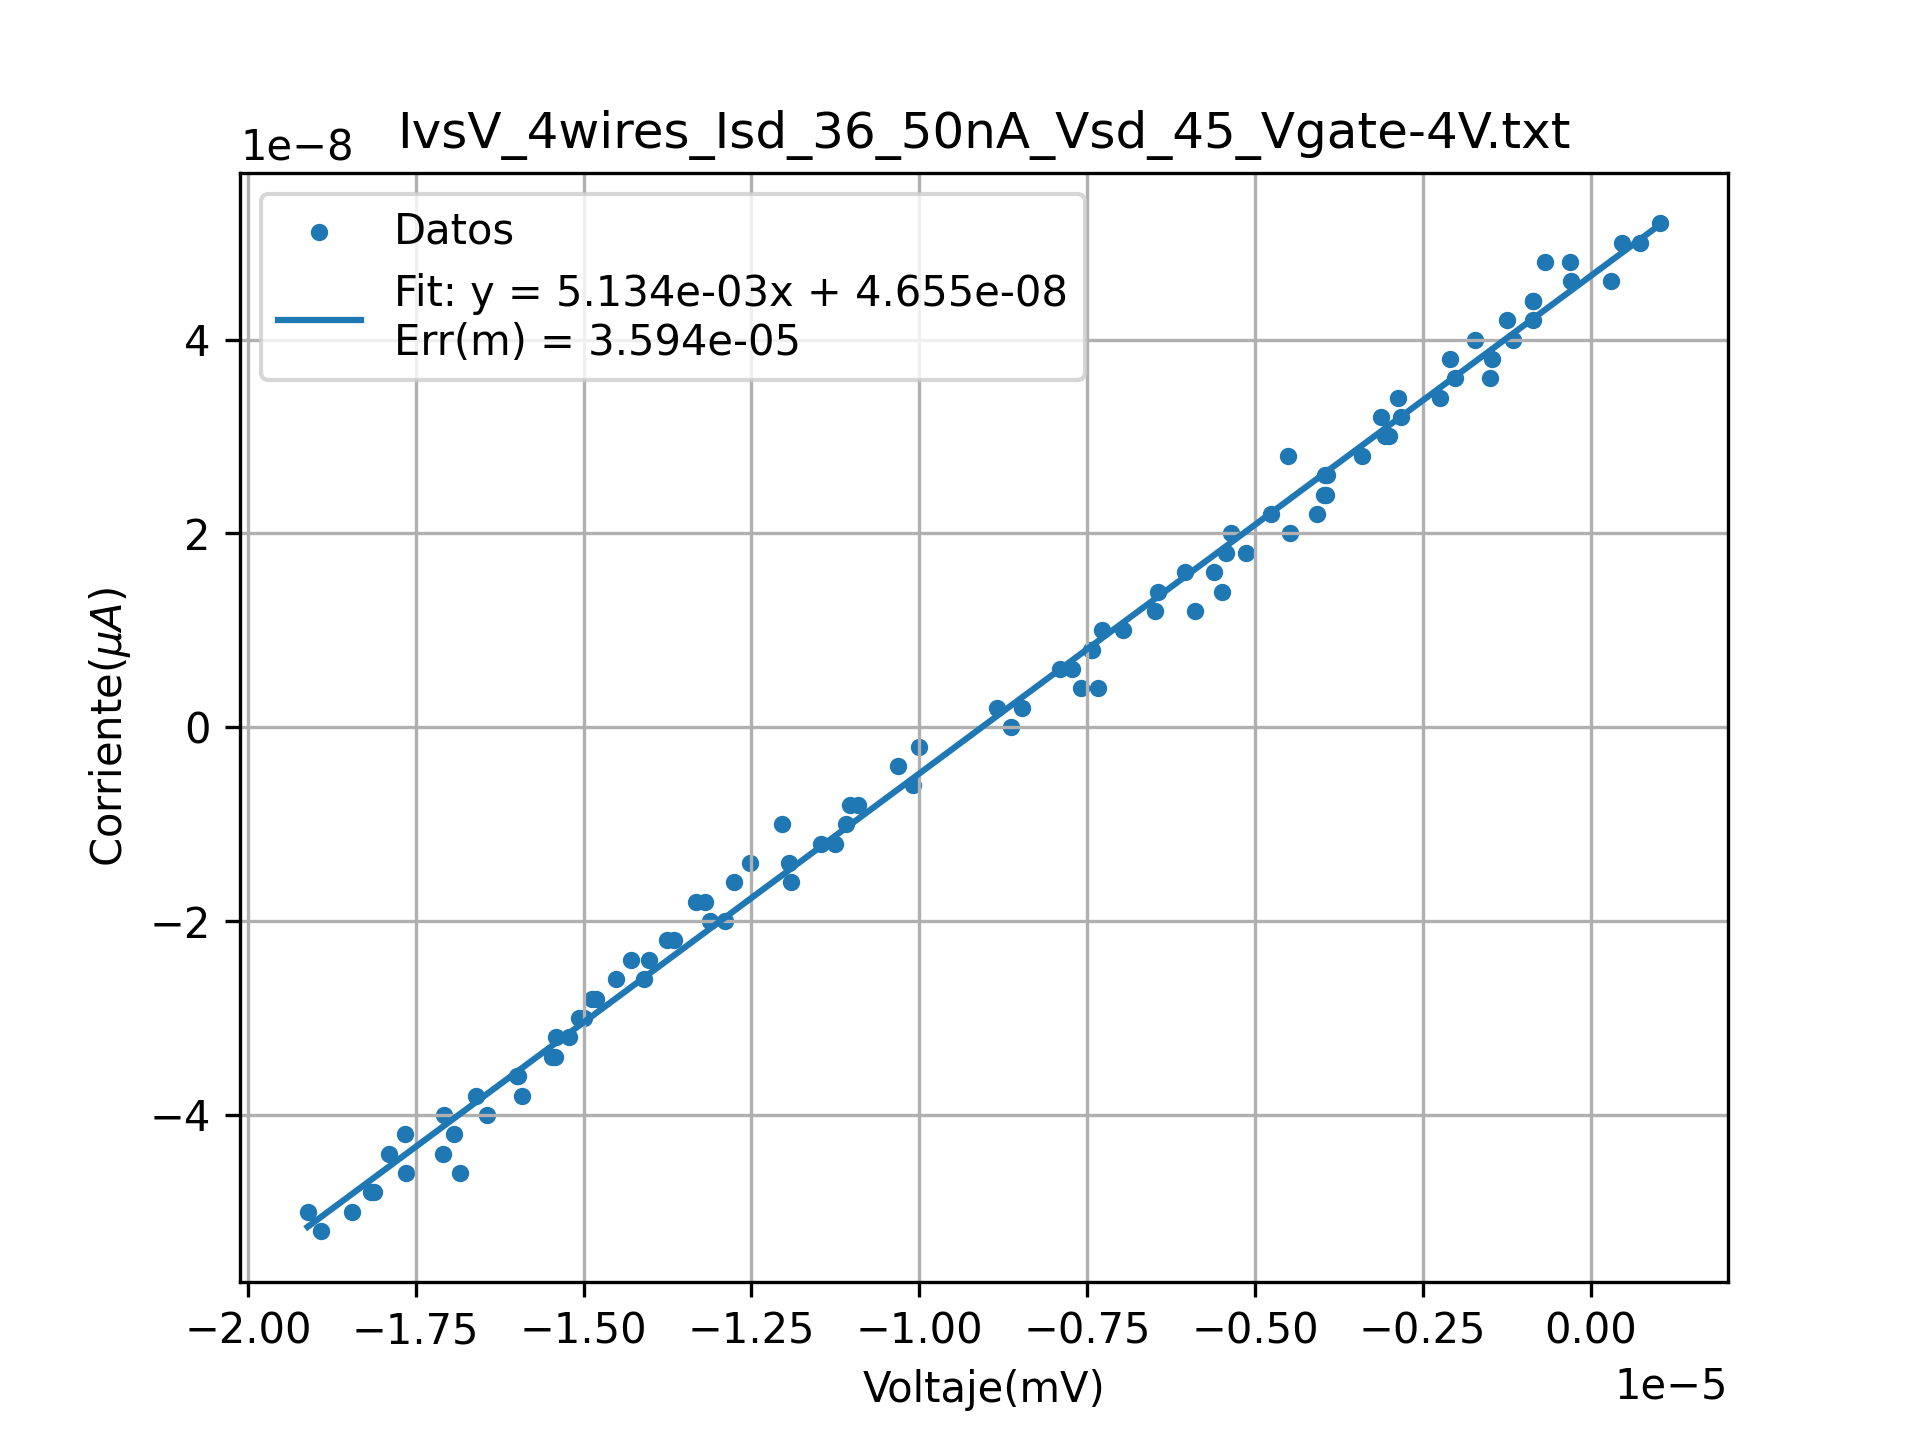 1e−8
IvsV_4wires_Isd_36_50nA_Vsd_45_Vgate-4V.txt
Datos
Fit: y = 5.134e-03x + 4.655e-08
Err(m) = 3.594e-05
4
2
0
−2
−4
Corriente(μA)
−2.00 −1.75 −1.50 −1.25 −1.00 −0.75 −0.50 −0.25 0.00
Voltaje(mV)
1e−5